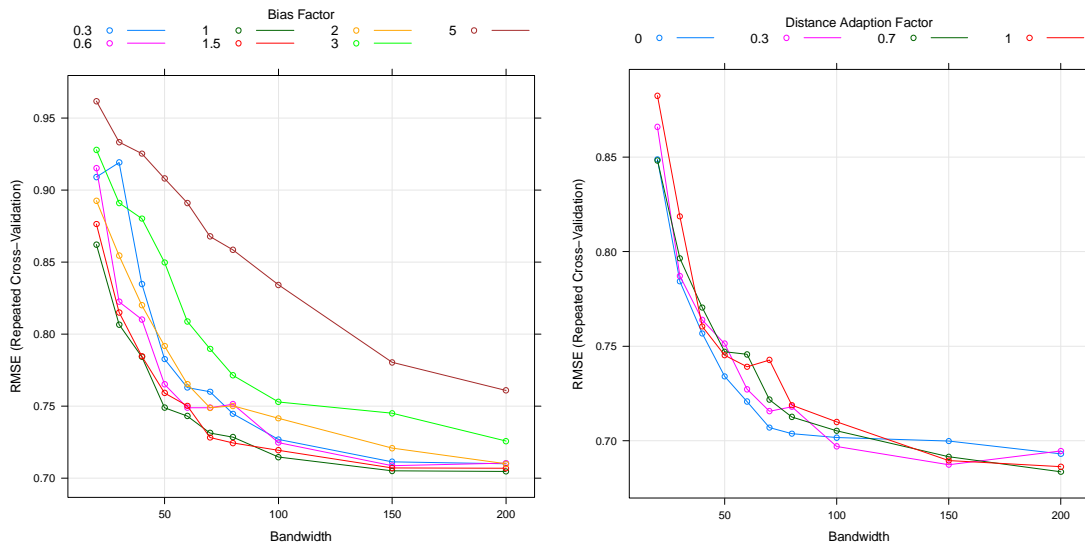 Bias Factor
0.3 1 2 5
0.6 1.5 3
RMSE (Repeated Cross−Validation)
0.95
0.90
0.85
0.80
0.75
0.70
50 100 150 200
Bandwidth
Distance Adaption Factor
0 0.3 0.7 1
RMSE (Repeated Cross−Validation)
0.85
0.80
0.75
0.70
50 100 150 200
Bandwidth